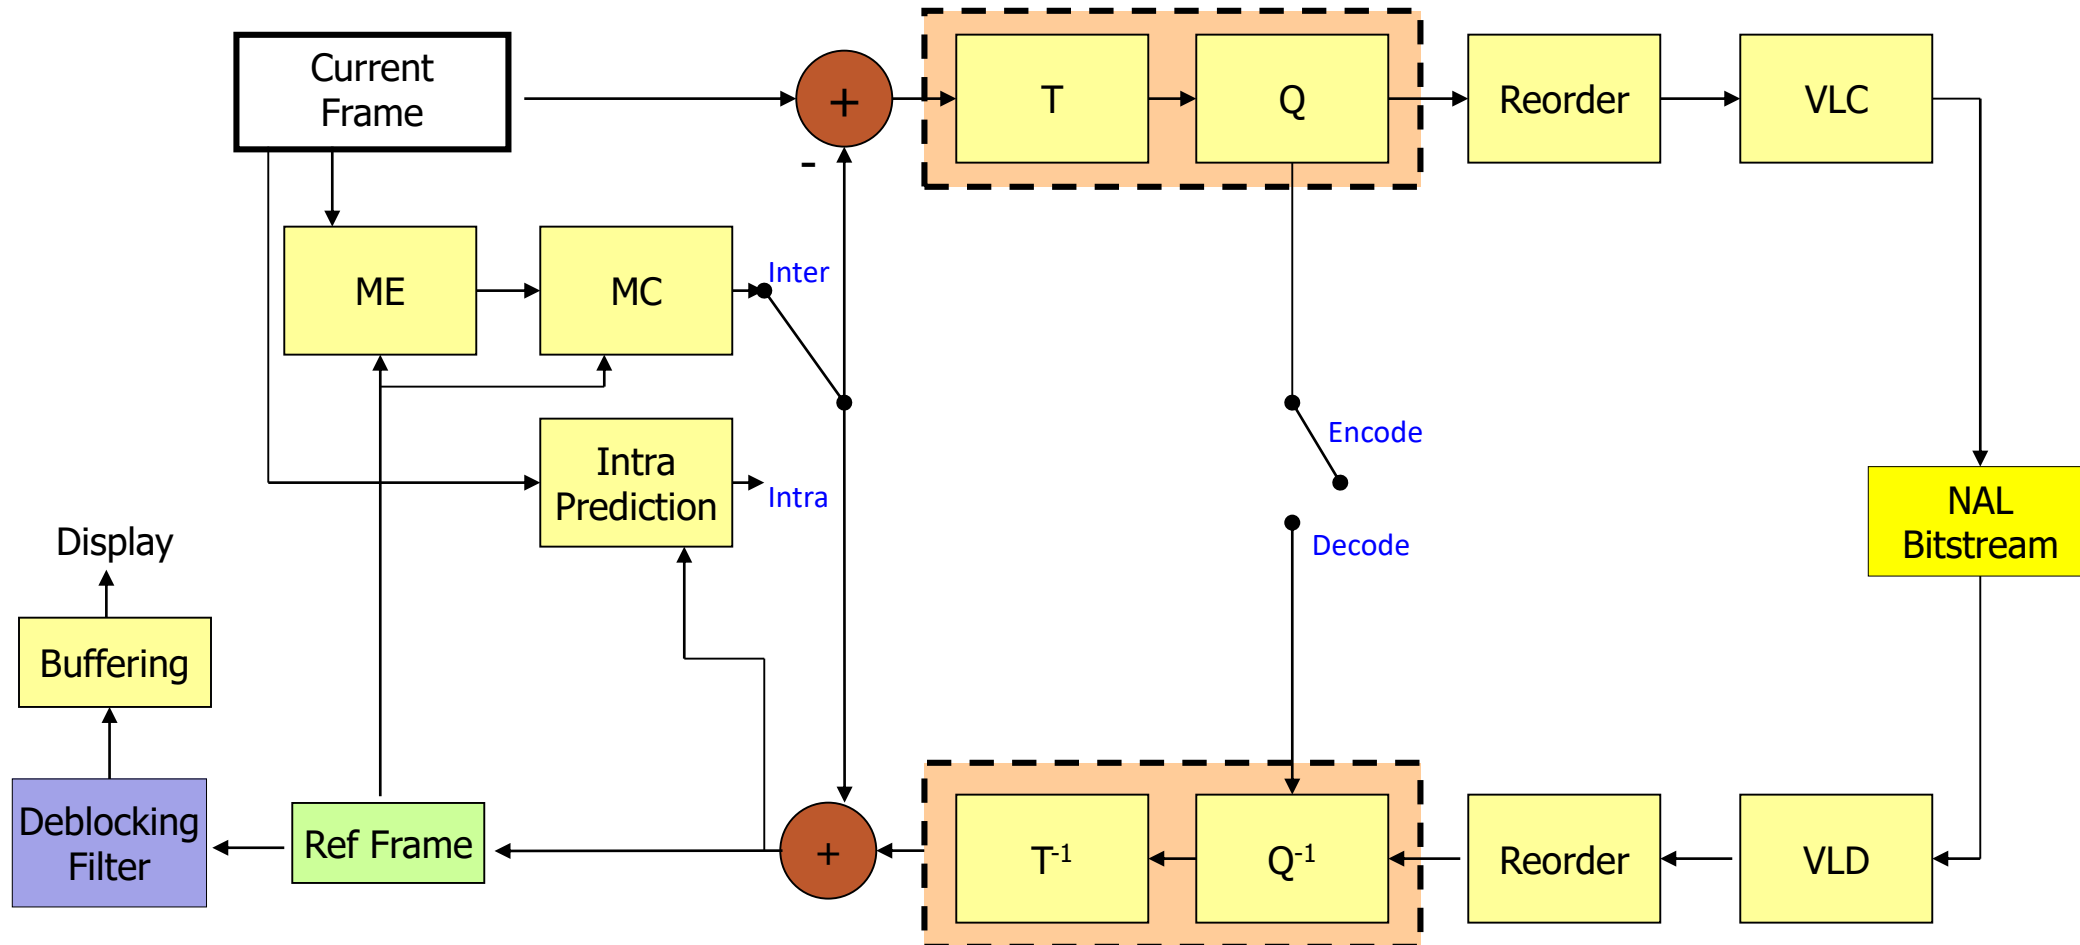 Current
Frame
+
T
Q
Reorder
VLC
-
ME
MC
Inter
Encode
Intra
Prediction
Intra
NAL
Bitstream
Display
Decode
Buffering
Deblocking
Filter
Ref Frame
+
T-1
Q-1
Reorder
VLD